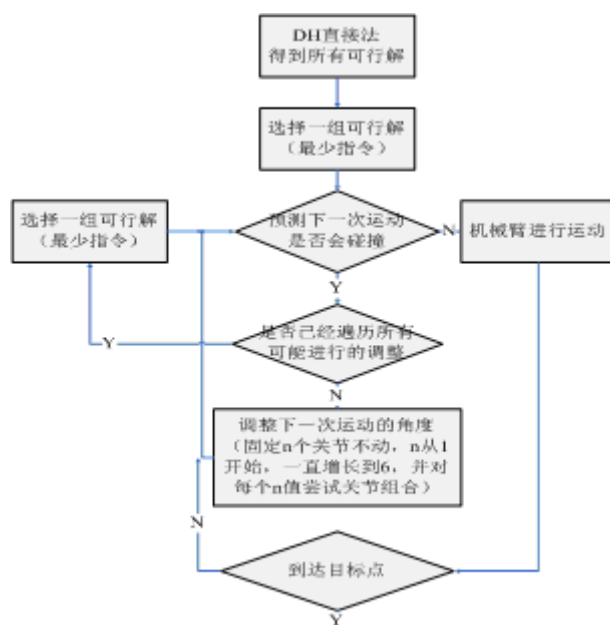 DH直接法
得到所有可行解
选择一组可行解
（最少指令）
选择一组可行解
（最少指令）
预测下一次运动
是否会碰撞
N
机械臂进行运动
Y
是否已经遍历所有
可能进行的调整
Y
N
调整下一次运动的角度
（固定n个关节不动，n从1
开始，一直增长到6，并对
每个n值尝试关节组合）
N
到达目标点
Y